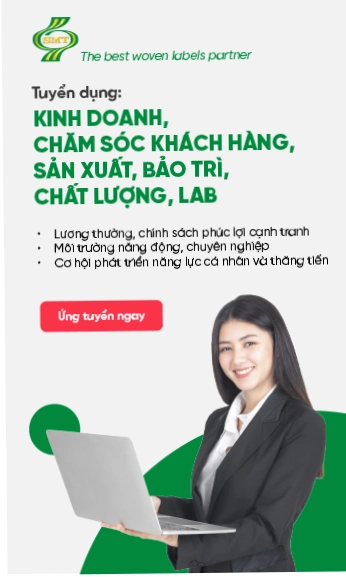 SMT
The best woven labels partner
Tuyển dụng:
KINH DOANH,
CHĂM SÓC KHÁCH HÀNG,
SẢN XUẤT, BẢO TRÌ,
CHẤT LƯỢNG, LAB
• Lương thưởng, chính sách phúc lợi cạnh tranh
• Môi trường năng động, chuyên nghiệp
• Cơ hội phát triển năng lực cá nhân và thăng tiến
Ứng tuyển ngay